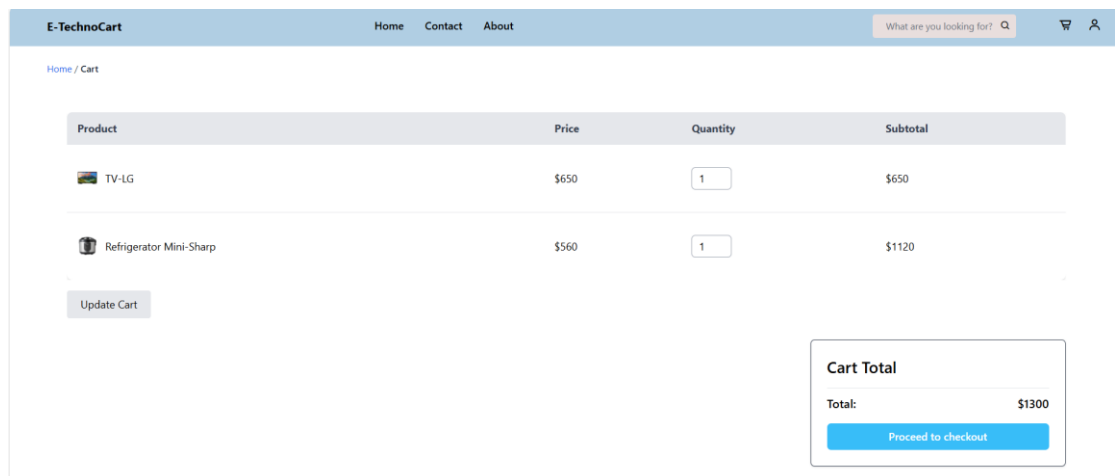 E-TechnoCart Home Contact About What are you looking for?
Home / Cart
Product Price Quantity Subtotal
TV-LG $650 1 $650
Refrigerator Mini-Sharp $560 1 $1120
Update Cart
Cart Total
Total: $1300
Proceed to checkout